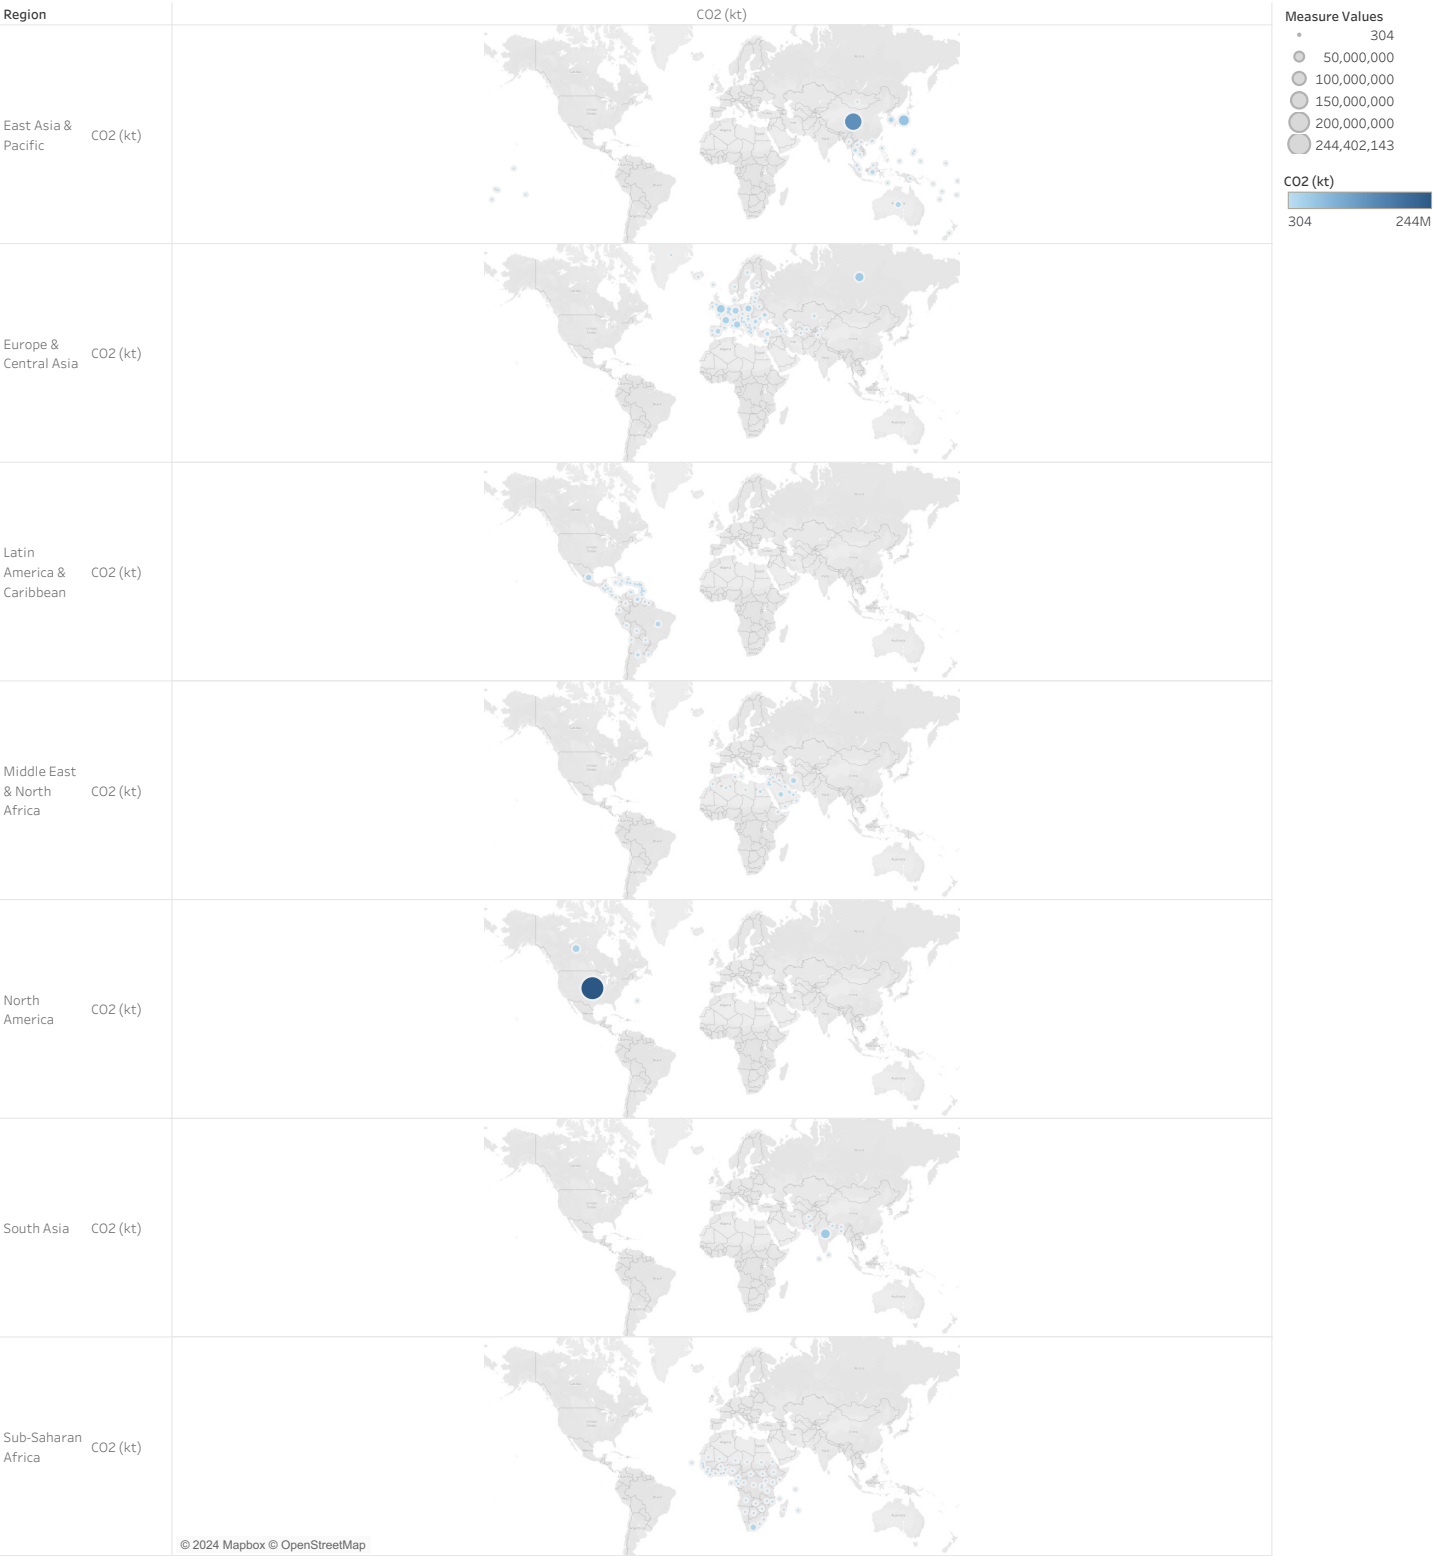 Region
CO2 (kt)
East Asia &
Pacific
CO2 (kt)
Europe &
Central Asia
CO2 (kt)
Latin
America &
Caribbean
CO2 (kt)
Middle East
& North
Africa
CO2 (kt)
North
America
CO2 (kt)
South Asia
CO2 (kt)
Sub-Saharan
Africa
CO2 (kt)
© 2024 Mapbox © OpenStreetMap
Measure Values
304
50,000,000
100,000,000
150,000,000
200,000,000
244,402,143
CO2 (kt)
304
244M